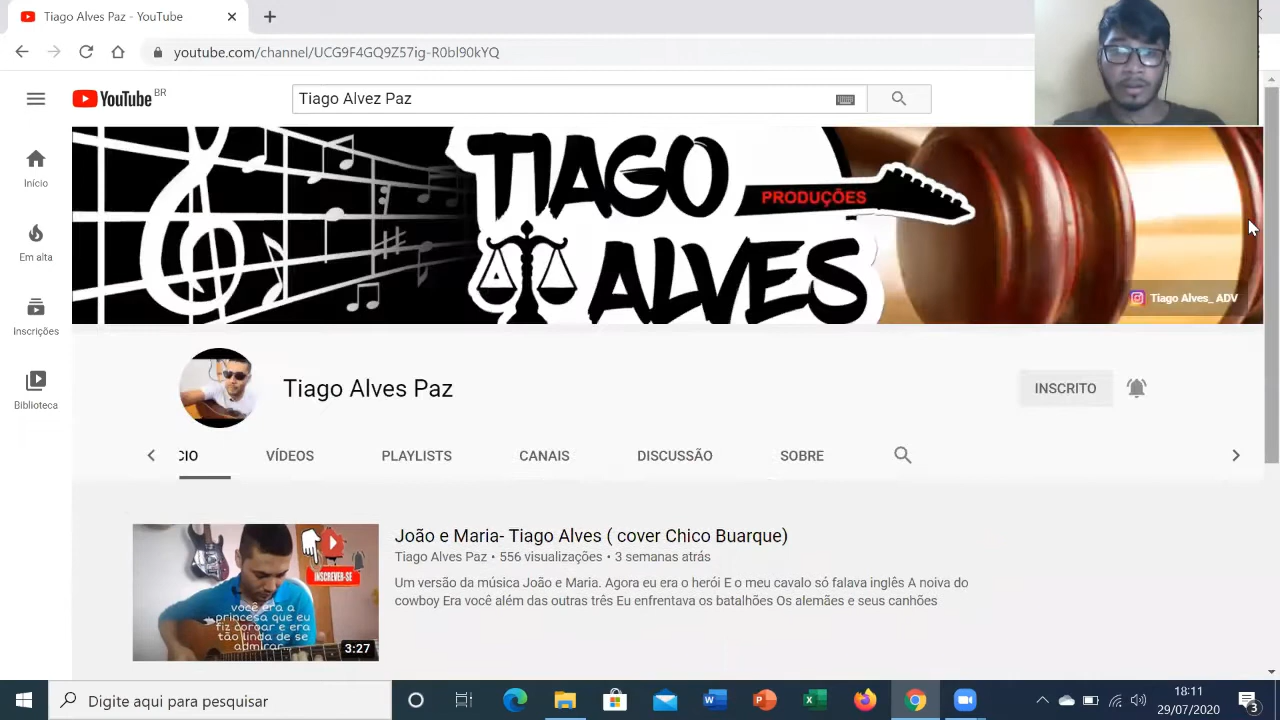 Tiago Alves Paz - YouTube
youtube.com/channel/UCG9F4GQ9Z57ig-R0bl90kYQ
YouTube BR
Tiago Alvez Paz
Início
Em alta
Inscrições
Biblioteca
TIAGO
PRODUÇÕES
ALVES
Tiago Alves_ ADV
Tiago Alves Paz
INSCRITO
CIO
VÍDEOS
PLAYLISTS
CANAIS
DISCUSSÃO
SOBRE
INSCREVER-SE
você era a
princesa que eu
fiz coroar e era
tão linda de se
admirar...
3:27
João e Maria- Tiago Alves ( cover Chico Buarque)
Tiago Alves Paz • 556 visualizações • 3 semanas atrás
Um versão da música João e Maria. Agora eu era o herói E o meu cavalo só falava inglês A noiva do
cowboy Era você além das outras três Eu enfrentava os batalhões Os alemães e seus canhões
Digite aqui para pesquisar
18:11
29/07/2020
3